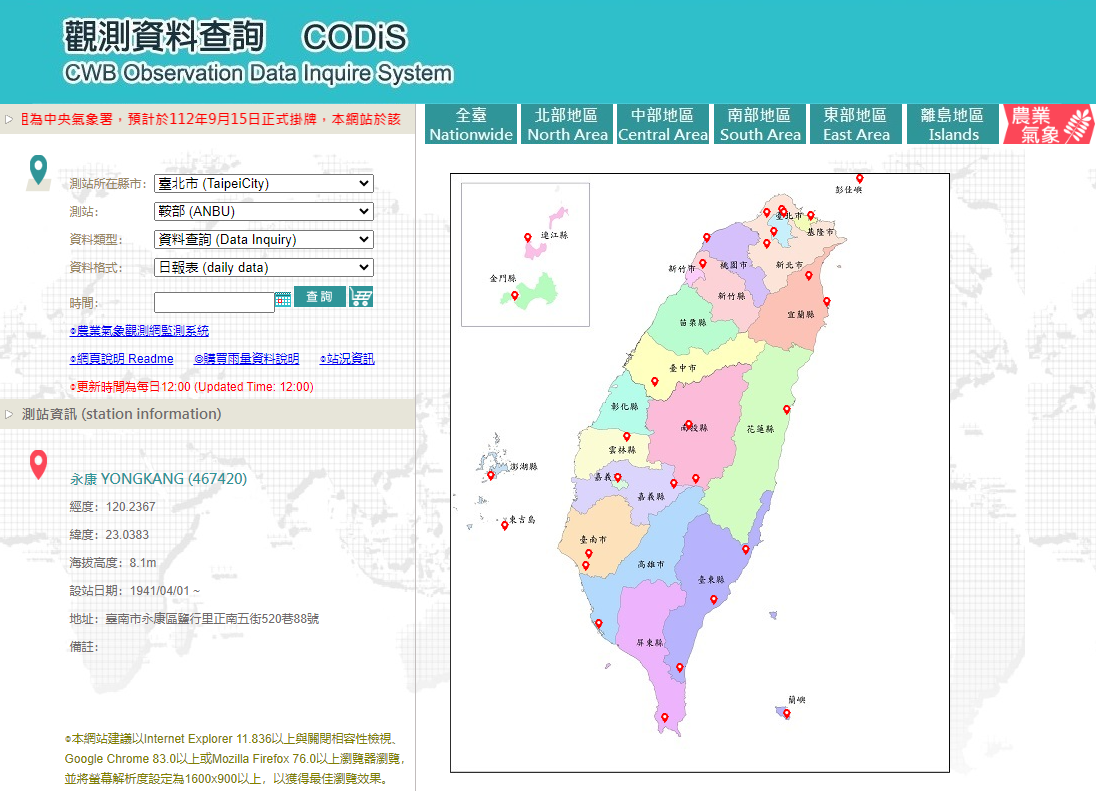 觀測資料查詢 CODiS
CWB Observation Data Inquire System
組為中央氣象署，預計於112年9月15日正式掛牌，本網站於該
全臺
Nationwide
北部地區
North Area
中部地區
Central Area
南部地區
South Area
東部地區
East Area
離島地區
Islands
農業
氣象
測站所在縣市: 臺北市 (TaipeiCity)
測站: 鞍部 (ANBU)
資料類型: 資料查詢 (Data Inquiry)
資料格式: 日報表 (daily data)
時間: 查 詢
◎農業氣象觀測網監測系統
◎網頁說明 Readme ◎購買雨量資料說明 ◎站況資訊
◎更新時間為每日12:00 (Updated Time: 12:00)
測站資訊 (station information)
永康 YONGKANG (467420)
經度: 120.2367
緯度: 23.0383
海拔高度: 8.1m
設站日期: 1941/04/01 ~
地址: 臺南市永康區鹽行里正南五街520巷88號
備註:
◎本網站建議以Internet Explorer 11.836以上與關閉相容性檢視、
Google Chrome 83.0以上或Mozilla Firefox 76.0以上瀏覽器瀏覽,
並將螢幕解析度設定為1600x900以上，以獲得最佳瀏覽效果。
彭佳嶼
臺北市
基隆市
連江縣
新竹市
桃園市
新北市
金門縣
新竹縣
宜蘭縣
苗栗縣
臺中市
彰化縣
南投縣
花蓮縣
雲林縣
澎湖縣
嘉義
嘉義縣
東吉島
臺南市
高雄市
臺東縣
屏東縣
蘭嶼